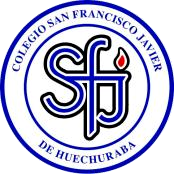 COLEGIO SAN FRANCISCO JAVIER
sfj
DE HUECHURABA